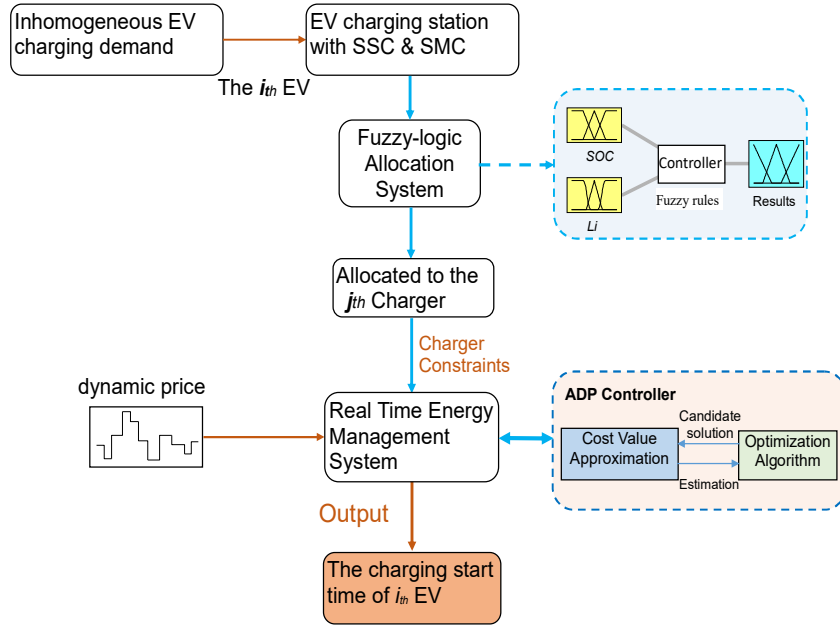 Inhomogeneous EV
charging demand
EV charging station
with SSC & SMC
The ith EV
Fuzzy-logic
Allocation
System
SOC
Li
Controller
Fuzzy rules
Results
Allocated to the
jth Charger
Charger
Constraints
dynamic price
Real Time Energy
Management
System
ADP Controller
Cost Value
Approximation
Candidate
solution
Estimation
Optimization
Algorithm
Output
The charging start
time of ith EV